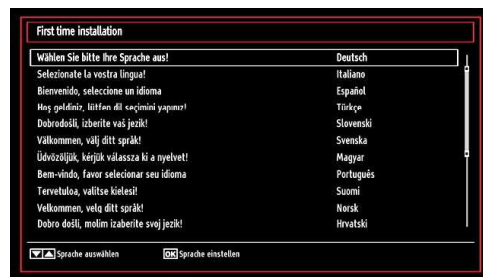 First time installation
Wählen Sie bitte Ihre Sprache aus! Deutsch
Selezionate la vostra lingua! Italiano
Bienvenido, seleccione un idioma Español
Hoş geldiniz, lütfen dil seçimini yapınız! Türkçe
Dobrodošli, izberite vaš jezik! Slovenski
Välkommen, välj ditt språk! Svenska
Üdvözöljük, kérjük válassza ki a nyelvet! Magyar
Bem-vindo, favor selecionar seu idioma Português
Tervetuloa, valitse kielesi! Suomi
Velkommen, velg ditt språk! Norsk
Dobro došli, molim izaberite svoj jezik! Hrvatski
Sprache auswählen OK Sprache einstellen